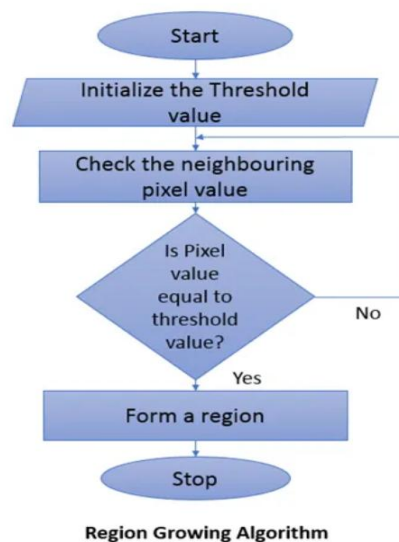 Start
Initialize the Threshold
value
Check the neighbouring
pixel value
Is Pixel
value
equal to
threshold
value?
No
Yes
Form a region
Stop
Region Growing Algorithm